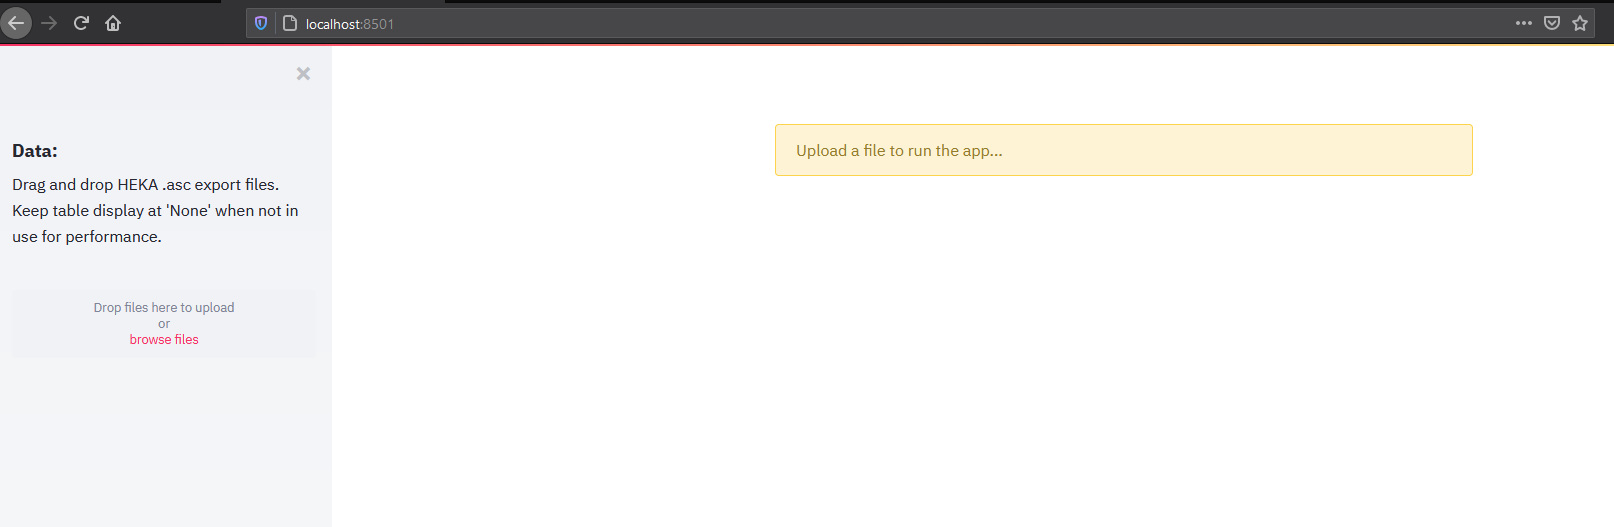 localhost:8501
Data:
Drag and drop HEKA .asc export files.
Keep table display at 'None' when not in
use for performance.
Drop files here to upload
or
browse files
Upload a file to run the app...